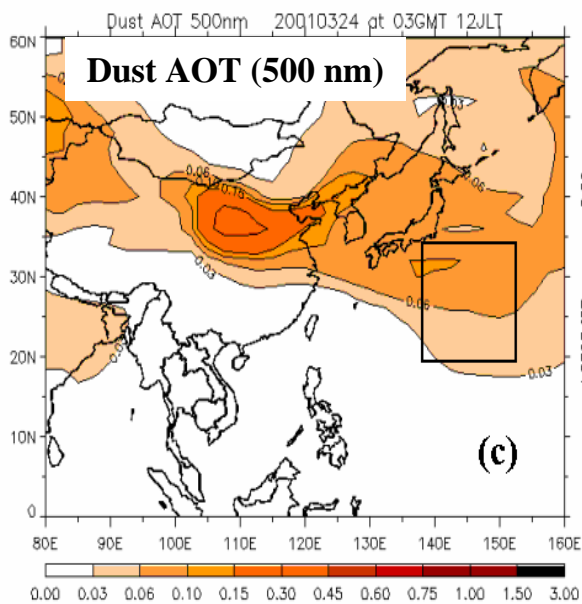 Dust AOT 500nm 20010324 at 03GMT 12JLT
Dust AOT (500 nm)
60N
50N
40N
30N
20N
10N
0
0.03
0.06
0.06
0.15
0.03
0.06
0.03
(c)
80E 90E 100E 110E 120E 130E 140E 150E 160E
0.00 0.03 0.06 0.10 0.15 0.30 0.45 0.60 0.75 1.00 1.50 3.00